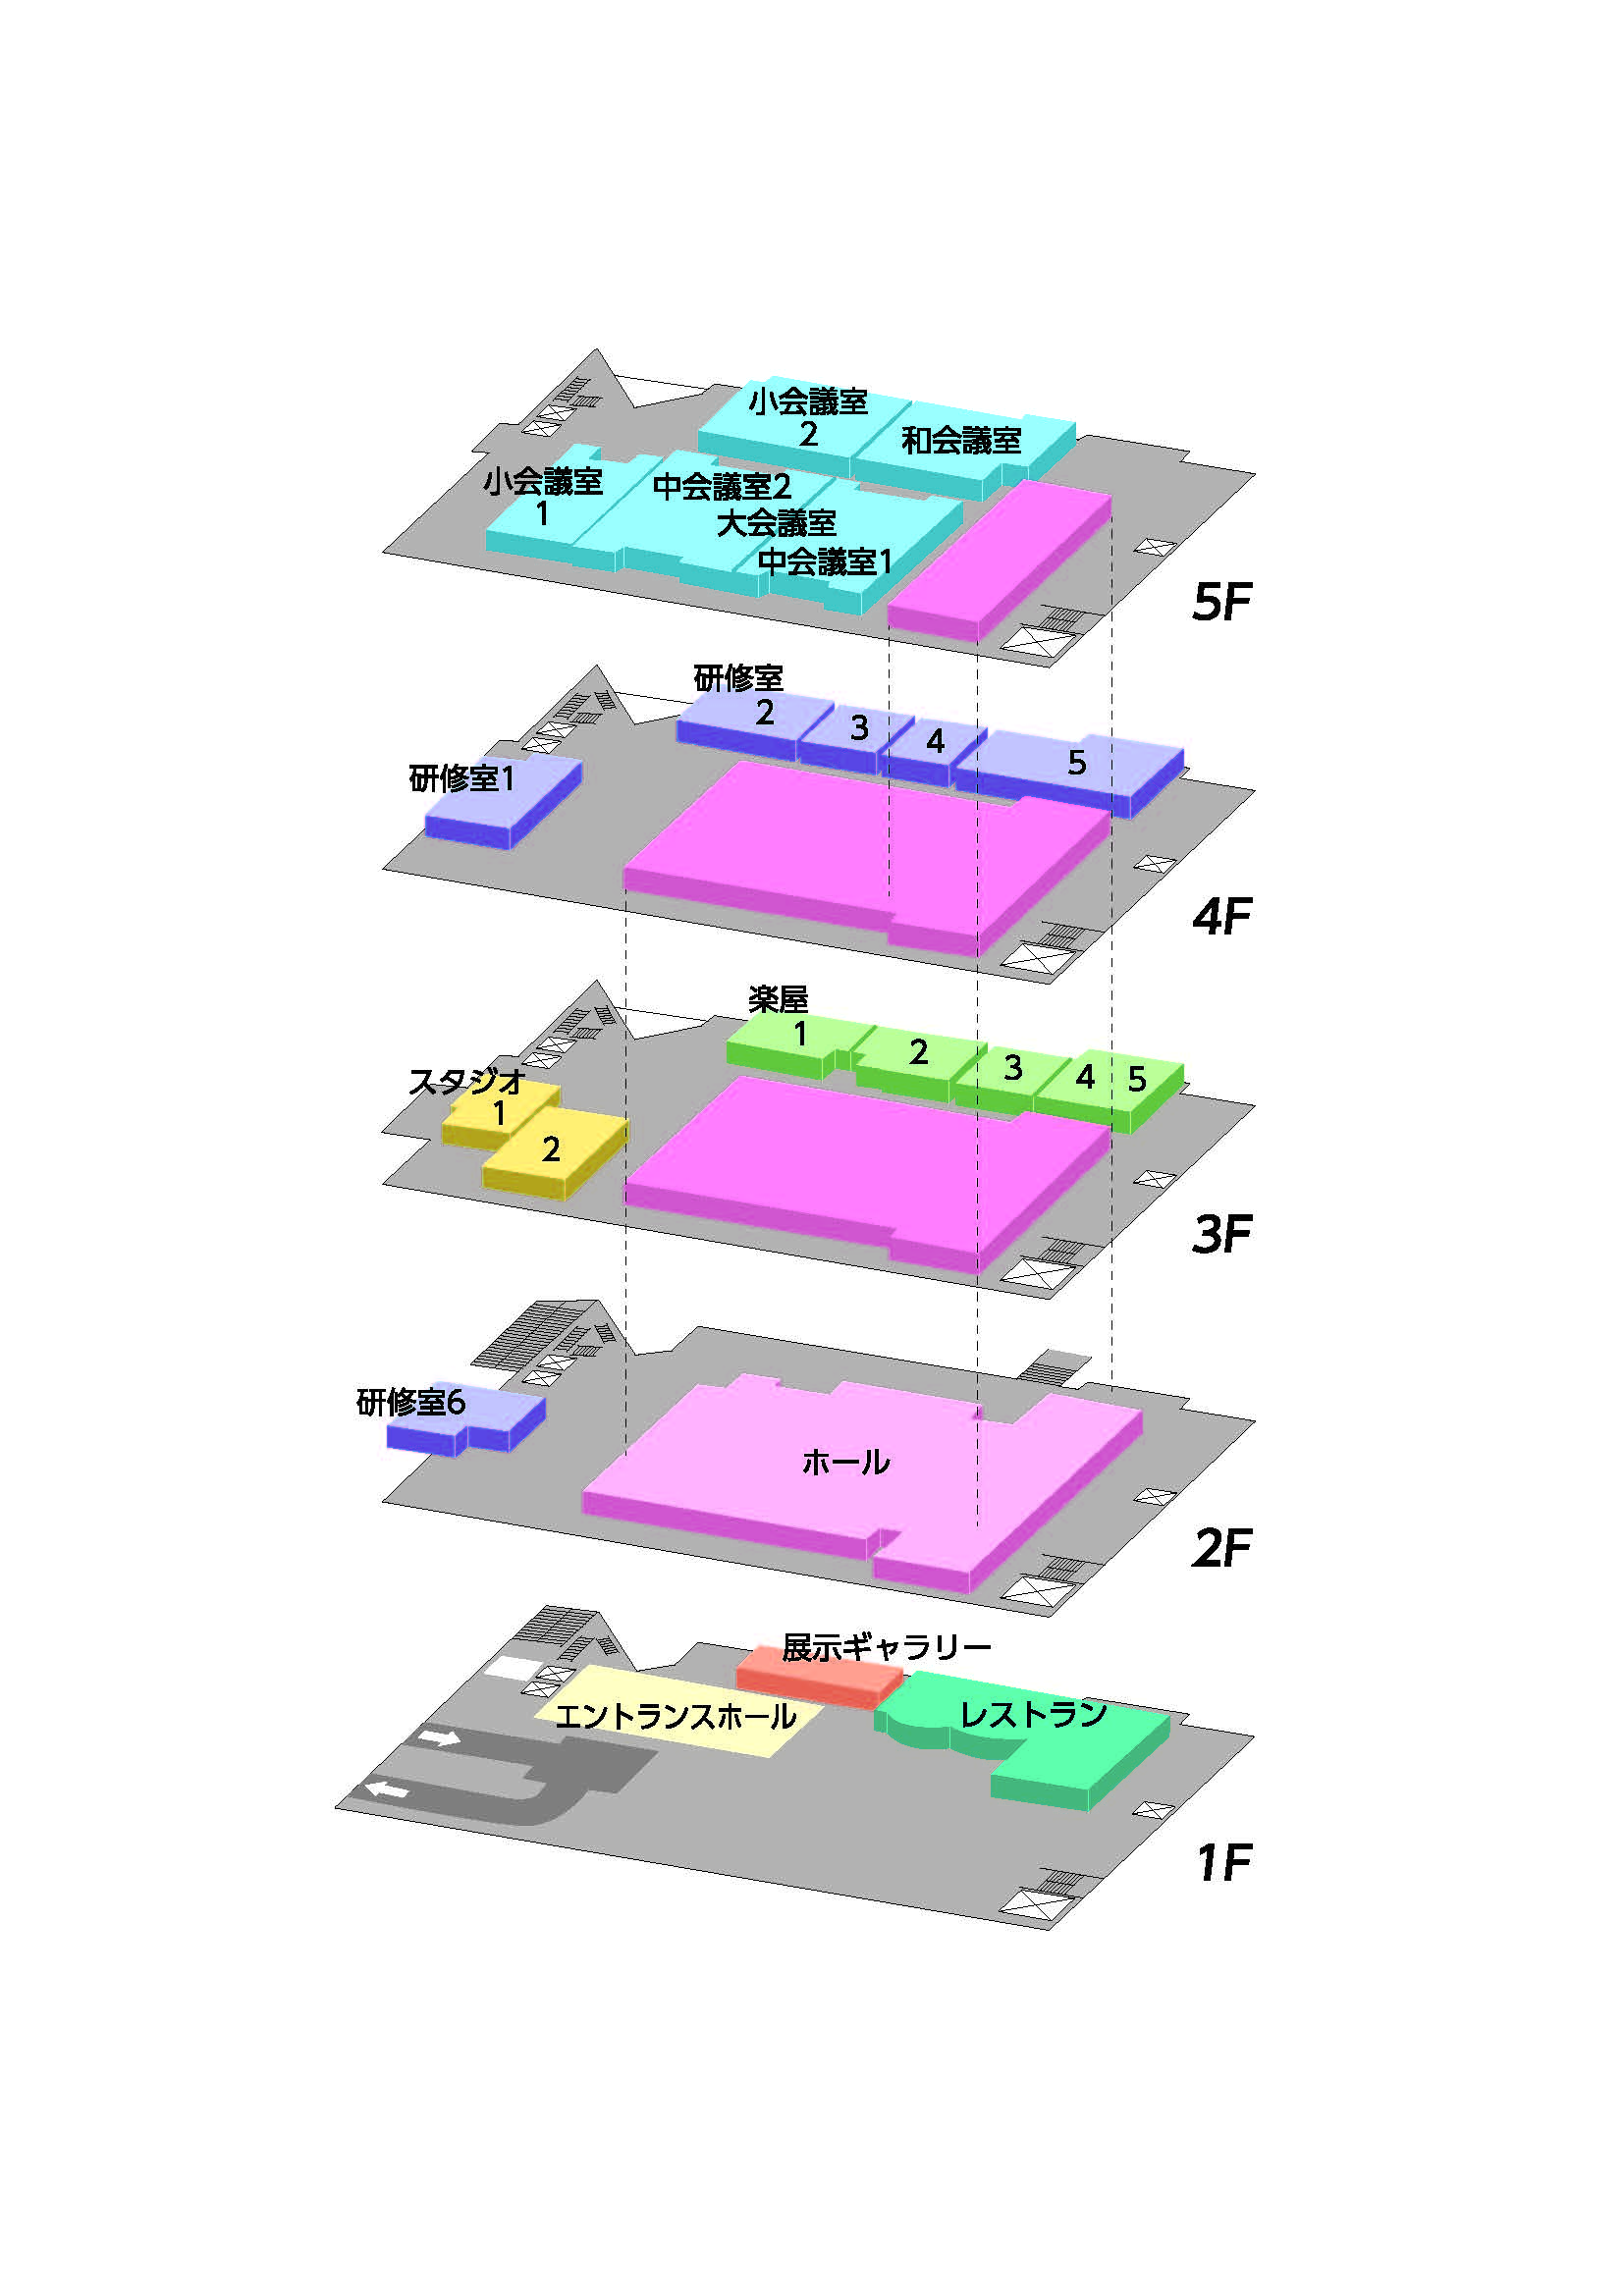 小会議室
2
和会議室
小会議室
1
中会議室2
大会議室
中会議室1
5F
研修室
2
3
4
5
研修室1
4F
楽屋
1
2
3
4
5
スタジオ
1
2
3F
研修室6
ホール
2F
展示ギャラリー
エントランスホール
レストラン
1F